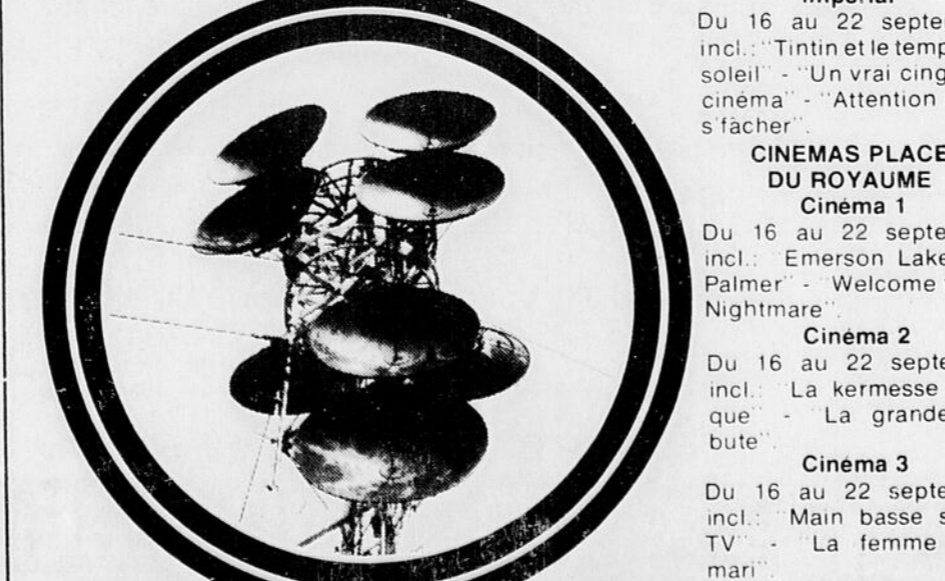 Impérial
Du 16 au 22 septem
incl.: "Tintin et le temp
soleil" - "Un vrai cing
cinéma" - "Attention
s'fâcher".
CINEMAS PLACE
DU ROYAUME
Cinéma 1
Du 16 au 22 septe
incl.: "Emerson Lake
Palmer" - "Welcome
Nightmare".
Cinéma 2
Du 16 au 22 septe
incl.: "La kermesse
que" - "La grande
bute".
Cinéma 3
Du 16 au 22 septe
incl.: "Main basse s
TV" - "La femme
mari".